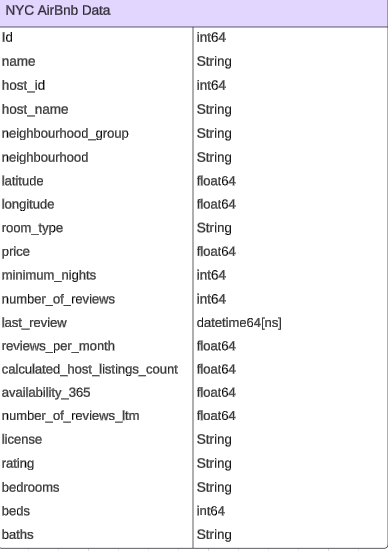 NYC AirBnb Data
Id int64
name String
host_id int64
host_name String
neighbourhood_group String
neighbourhood String
latitude float64
longitude float64
room_type String
price float64
minimum_nights int64
number_of_reviews int64
last_review datetime64[ns]
reviews_per_month float64
calculated_host_listings_count float64
availability_365 float64
number_of_reviews_ltm float64
license String
rating String
bedrooms String
beds int64
baths String